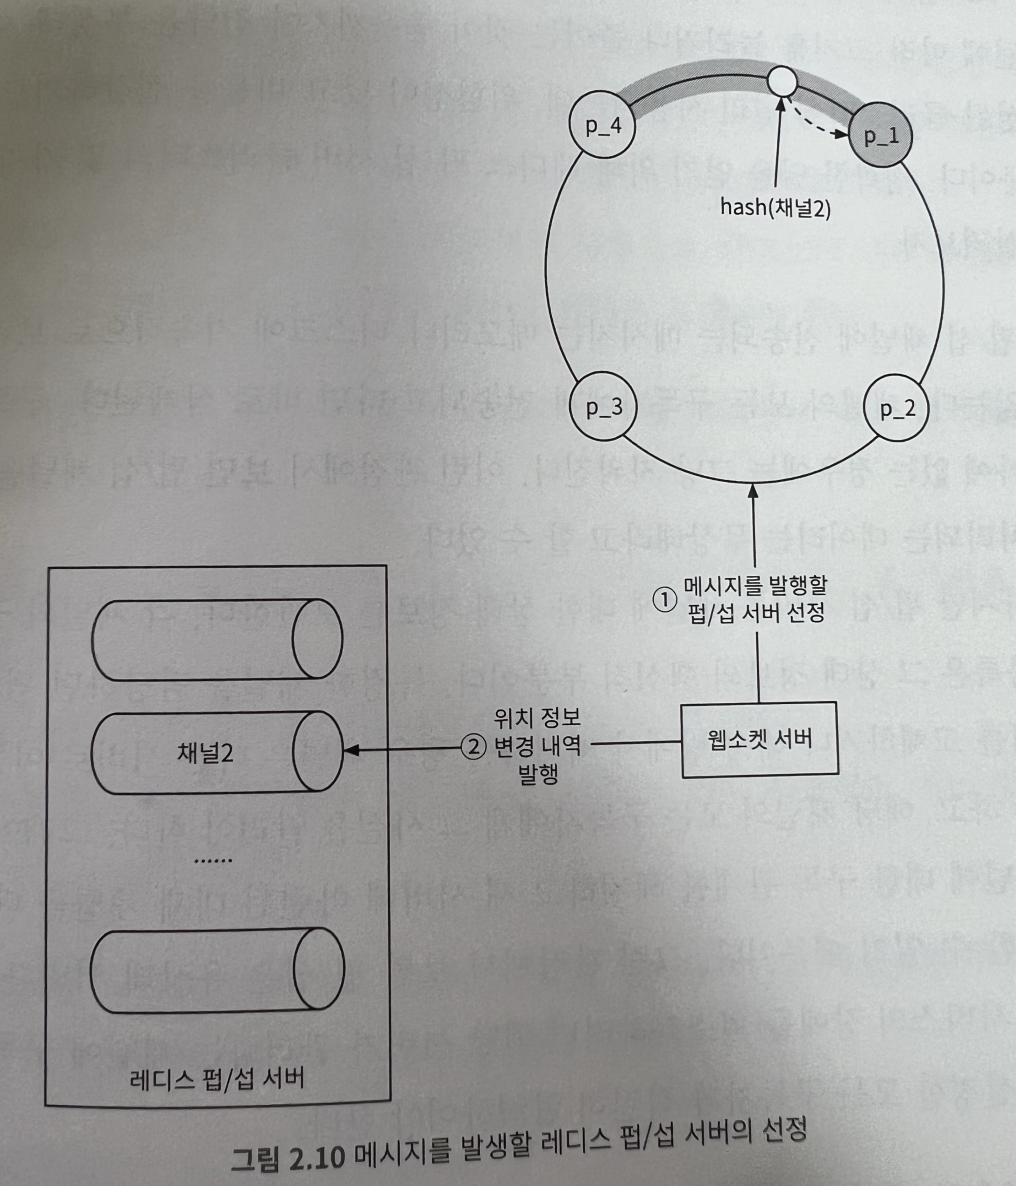 p_4
p_1
hash(채널2)
p_3
p_2
① 메시지를 발행할
펍/섭 서버 선정
위치 정보
② 변경 내역
발행
웹소켓 서버
채널2
......
레디스 펍/섭 서버
그림 2.10 메시지를 발생할 레디스 펍/섭 서버의 선정